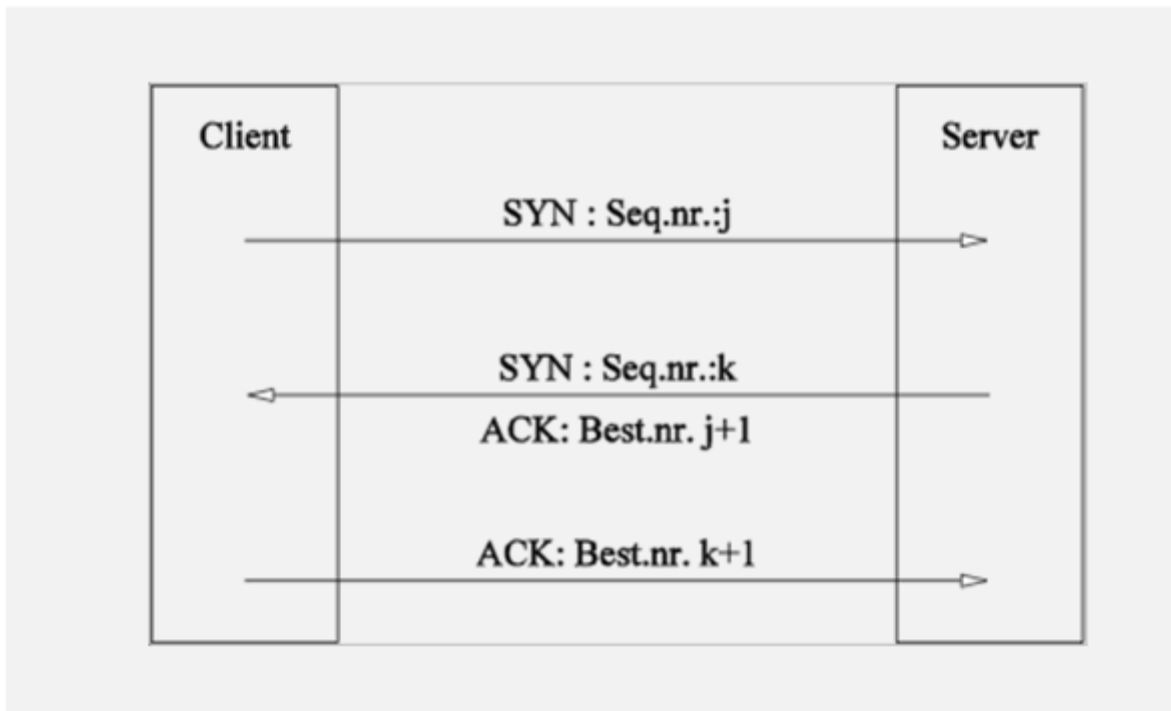 Client
Server
SYN : Seq.nr.:j
SYN : Seq.nr.:k
ACK: Best.nr. j+1
ACK: Best.nr. k+1